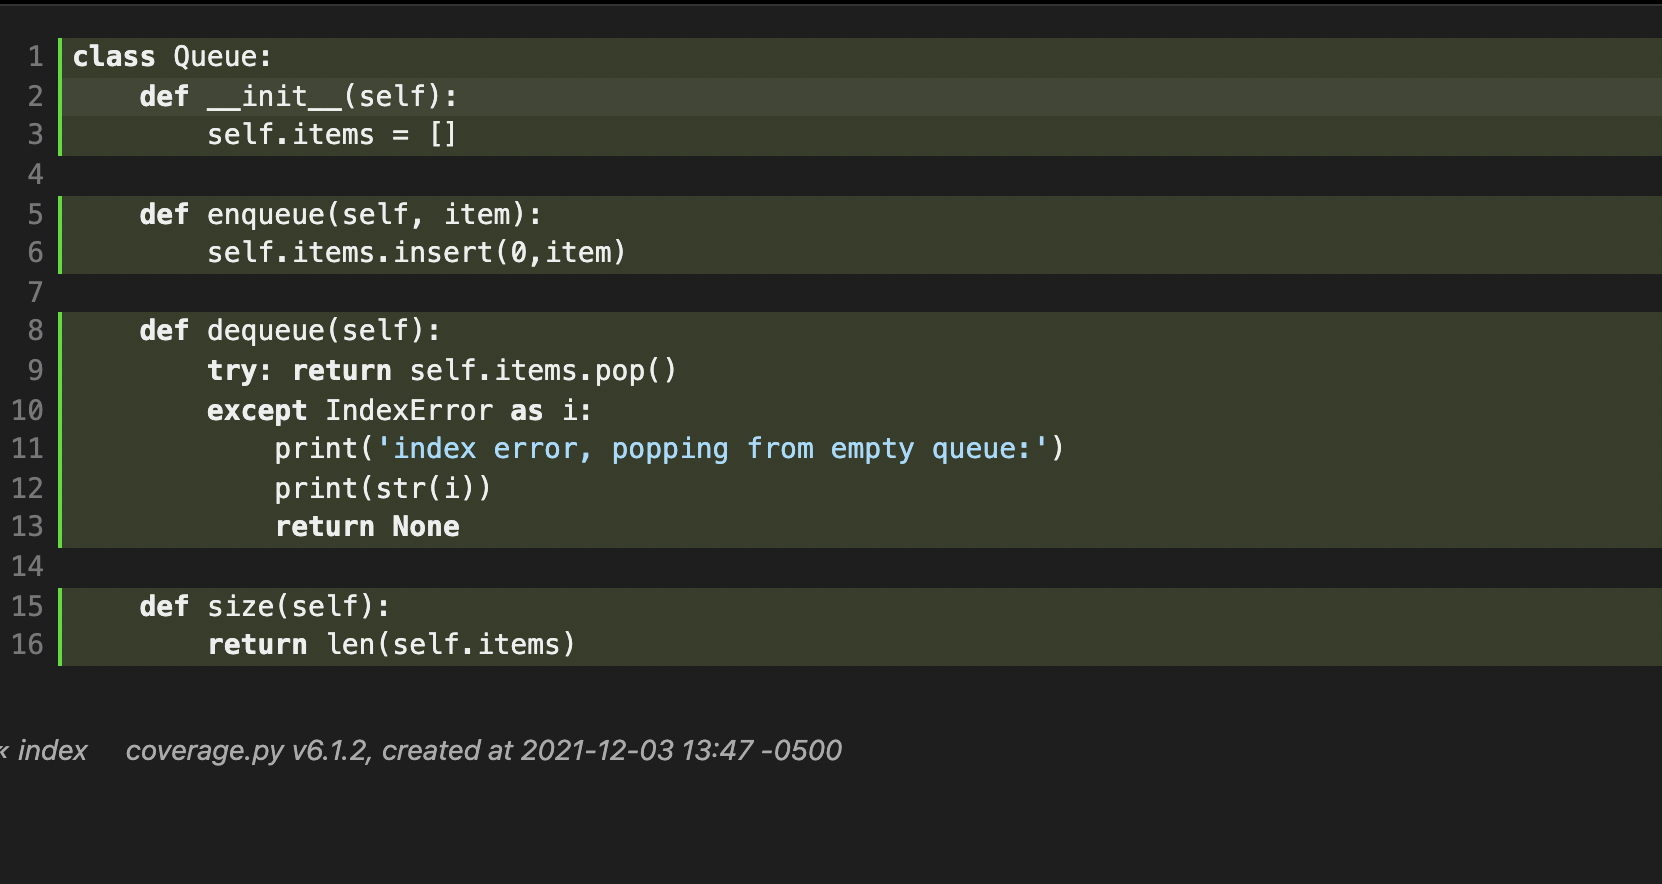 1 class Queue:
2     def __init__(self):
3         self.items = []
4
5     def enqueue(self, item):
6         self.items.insert(0,item)
7
8     def dequeue(self):
9         try: return self.items.pop()
10         except IndexError as i:
11             print('index error, popping from empty queue:')
12             print(str(i))
13             return None
14
15     def size(self):
16         return len(self.items)
« index     coverage.py v6.1.2, created at 2021-12-03 13:47 -0500